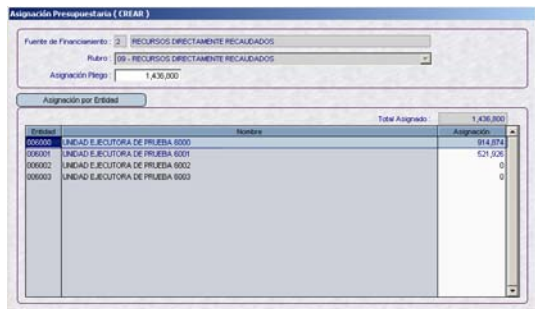 Asignación Presupuestaria ( CREAR )
Fuente de Financiamiento : 2 RECURSOS DIRECTAMENTE RECAUDADOS
Rubro : 09 - RECURSOS DIRECTAMENTE RECAUDADOS
Asignación Pliego : 1,436,800
Asignación por Entidad
Total Asignado : 1,436,800
Entidad Nombre Asignación
006000 UNIDAD EJECUTORA DE PRUEBA 6000 914,874
006001 UNIDAD EJECUTORA DE PRUEBA 6001 521,926
006002 UNIDAD EJECUTORA DE PRUEBA 6002 0
006003 UNIDAD EJECUTORA DE PRUEBA 6003 0